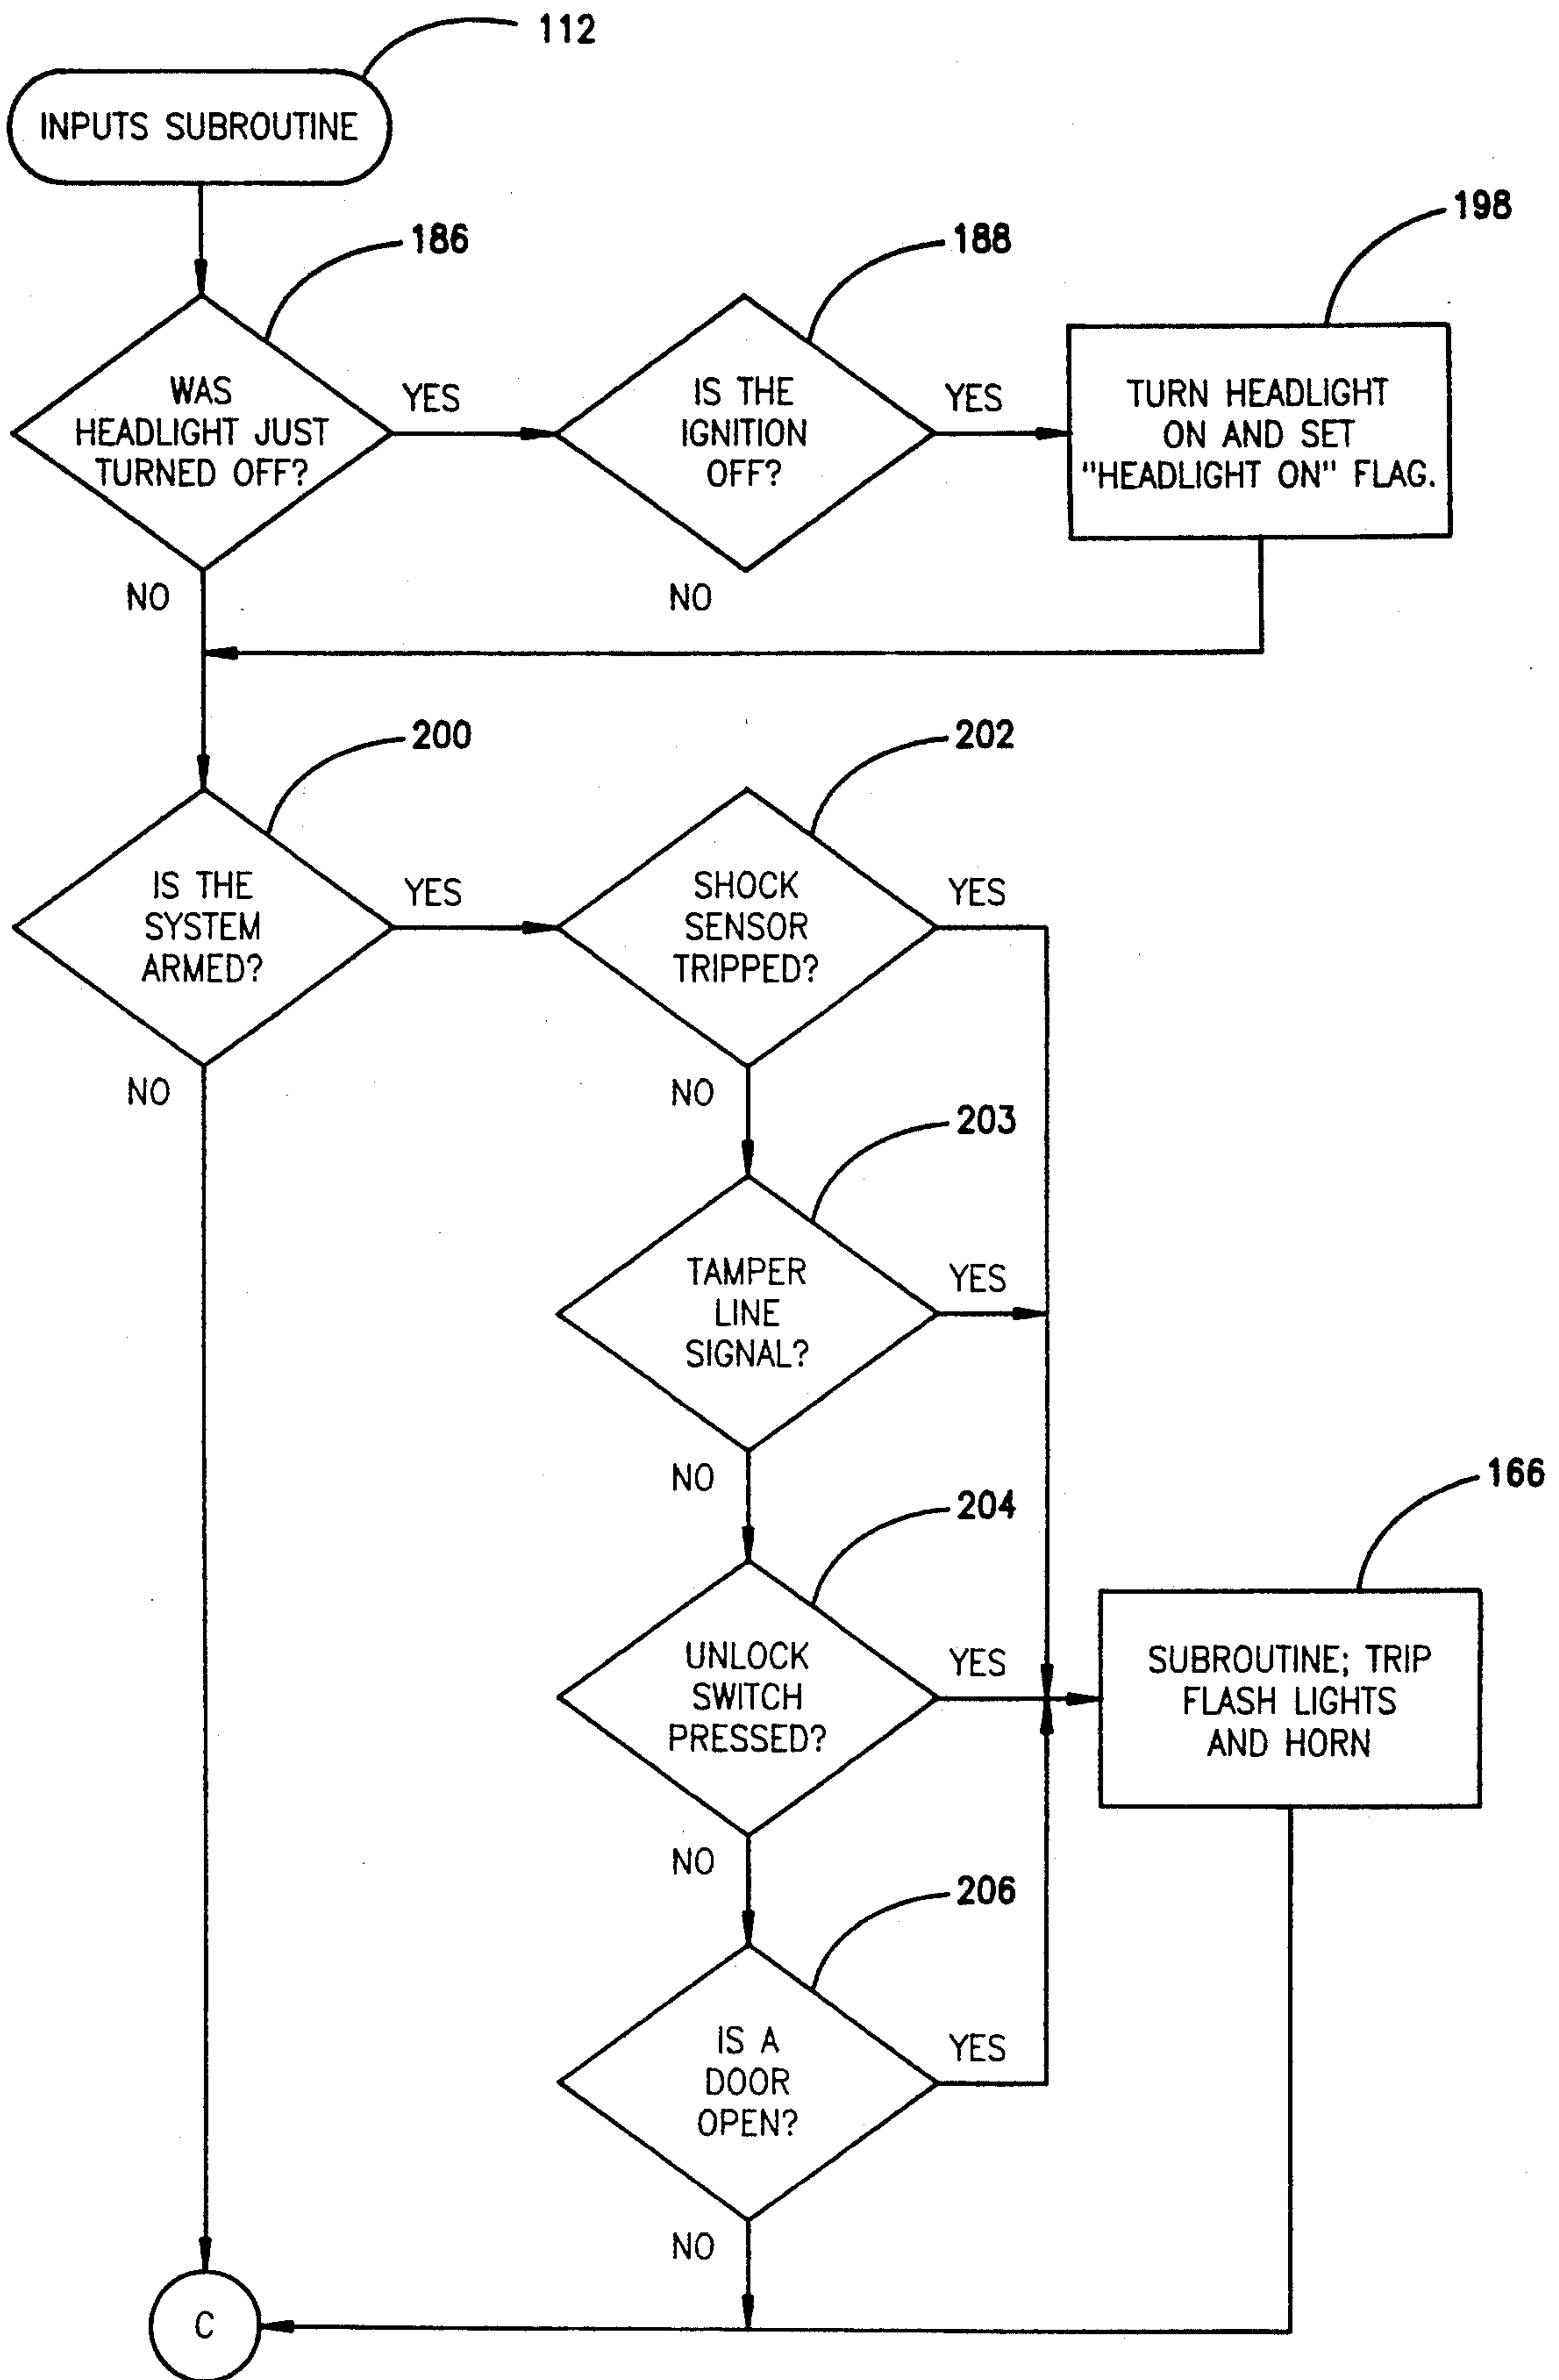 112
INPUTS SUBROUTINE
186
188
198
WAS
HEADLIGHT JUST
TURNED OFF?
YES
IS THE
IGNITION
OFF?
YES
TURN HEADLIGHT
ON AND SET
"HEADLIGHT ON" FLAG.
NO
NO
200
202
IS THE
SYSTEM
ARMED?
YES
SHOCK
SENSOR
TRIPPED?
YES
NO
NO
203
TAMPER
LINE
SIGNAL?
YES
NO
204
166
UNLOCK
SWITCH
PRESSED?
YES
SUBROUTINE; TRIP
FLASH LIGHTS
AND HORN
NO
206
IS A
DOOR
OPEN?
YES
NO
C